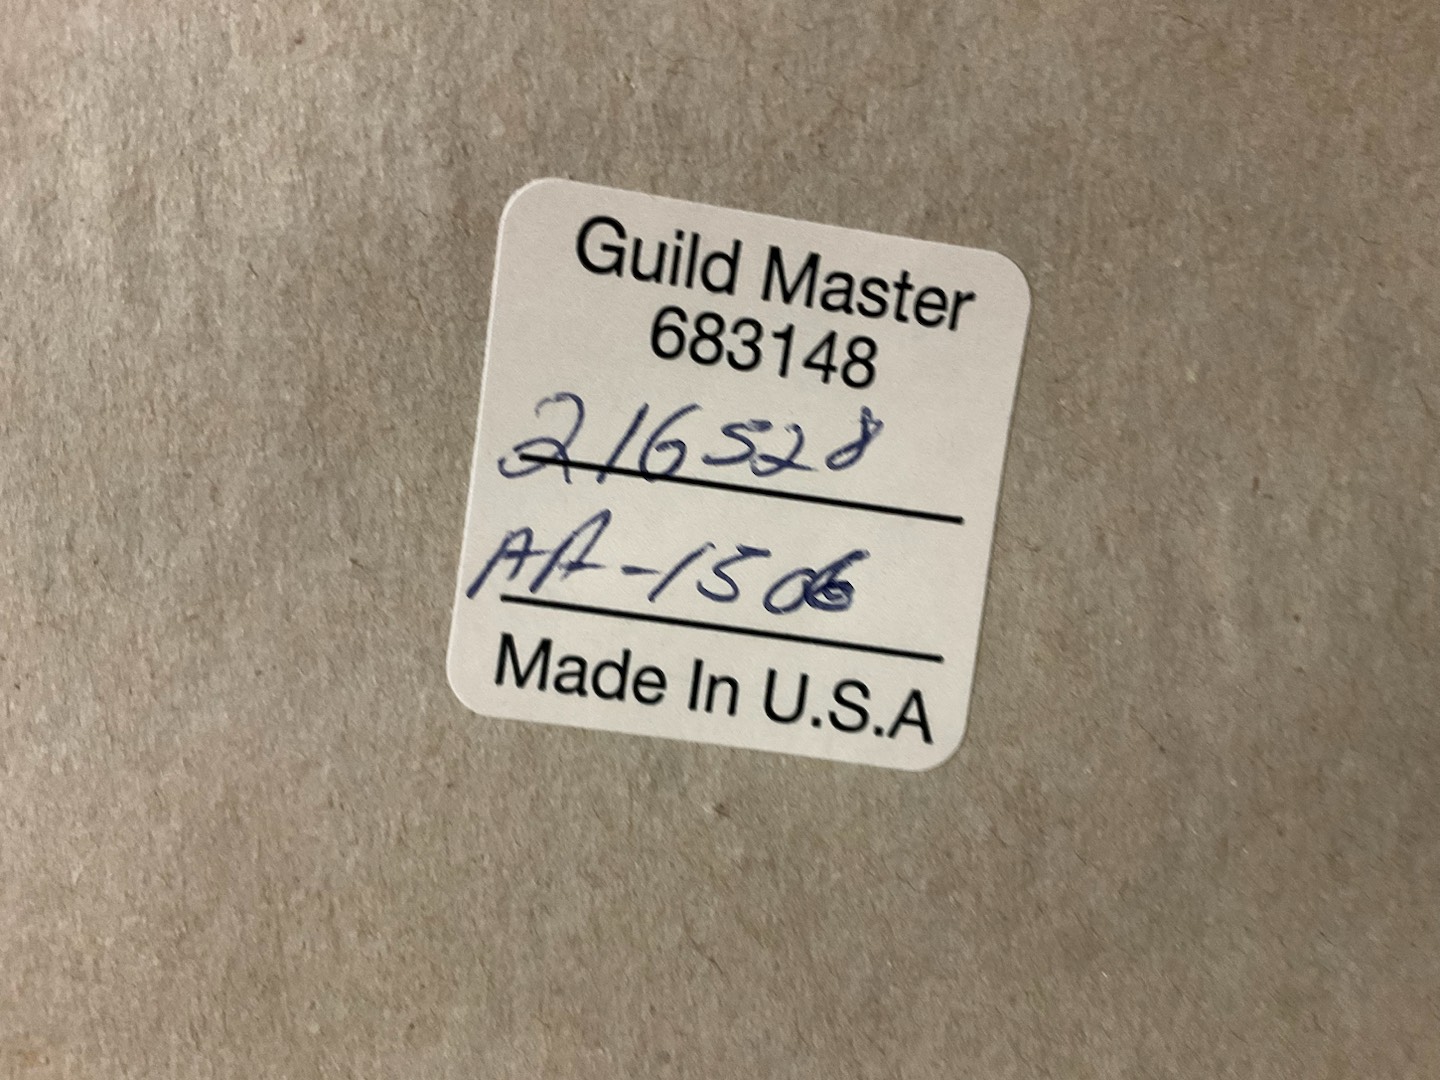 Guild Master
683148
216528
AA-1506
Made In U.S.A